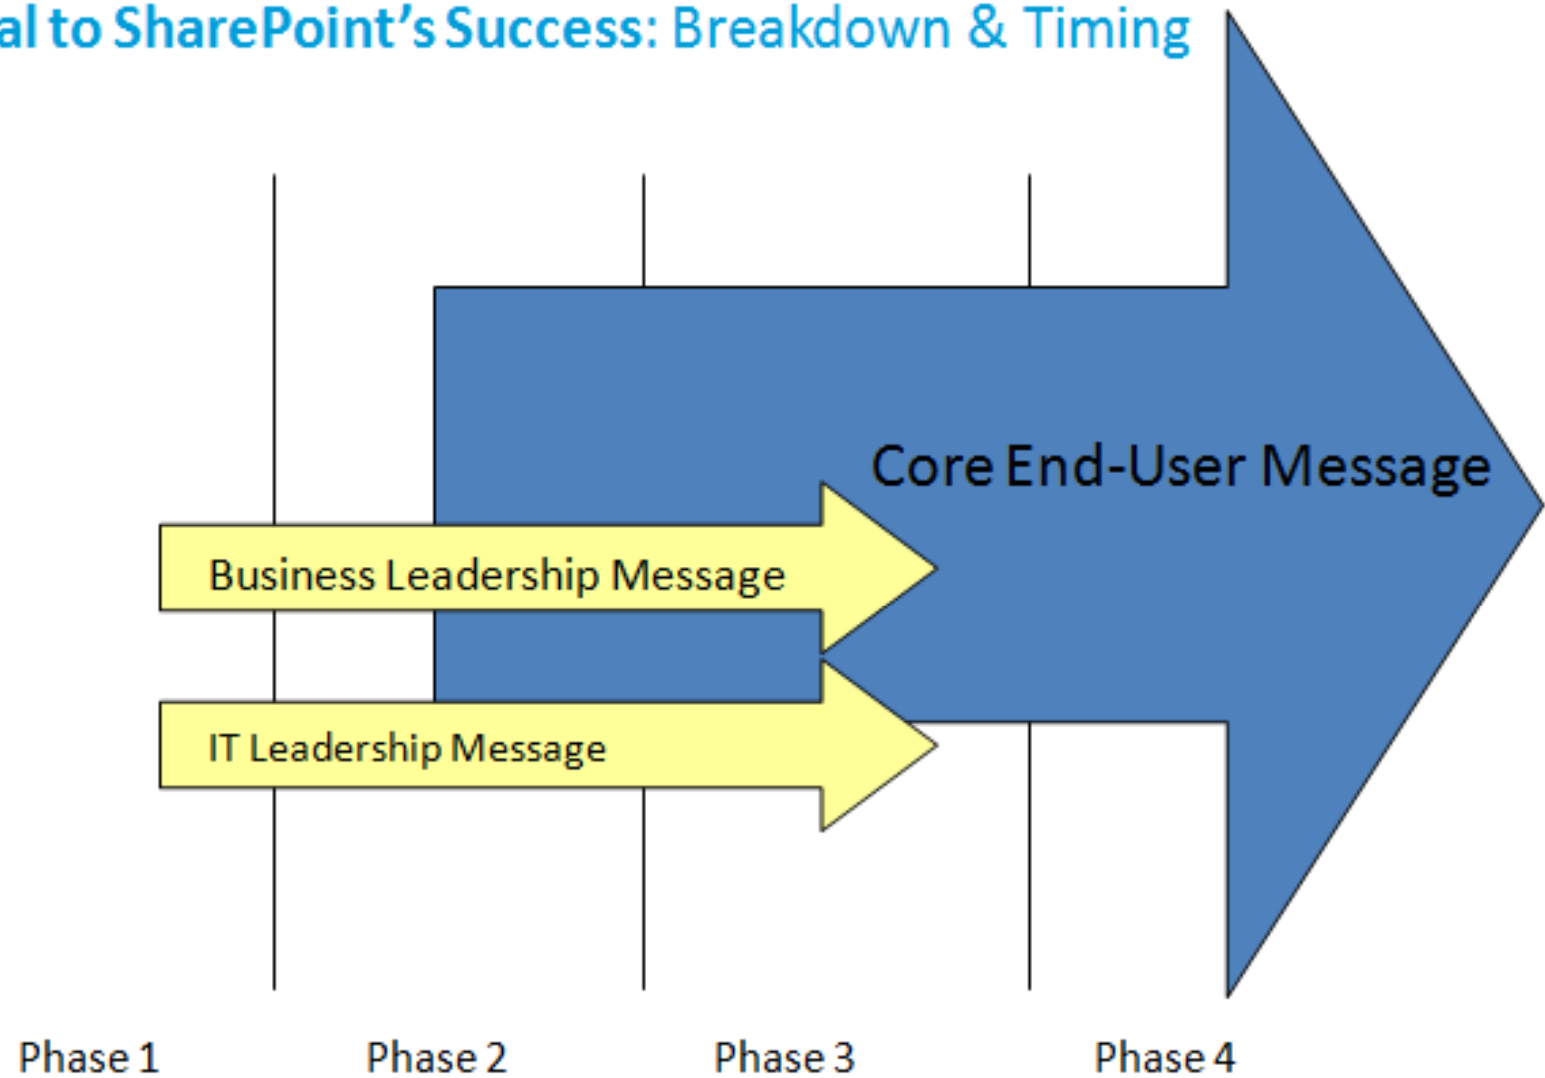 al to SharePoint's Success: Breakdown & Timing
Core End-User Message
Business Leadership Message
IT Leadership Message
Phase 1 Phase 2 Phase 3 Phase 4